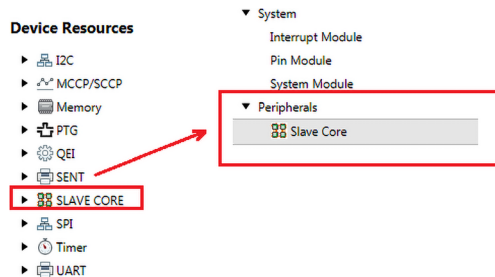 Device Resources
I2C
MCCP/SCCP
Memory
PTG
QEI
SENT
SLAVE CORE
SPI
Timer
UART
System
Interrupt Module
Pin Module
System Module
Peripherals
Slave Core